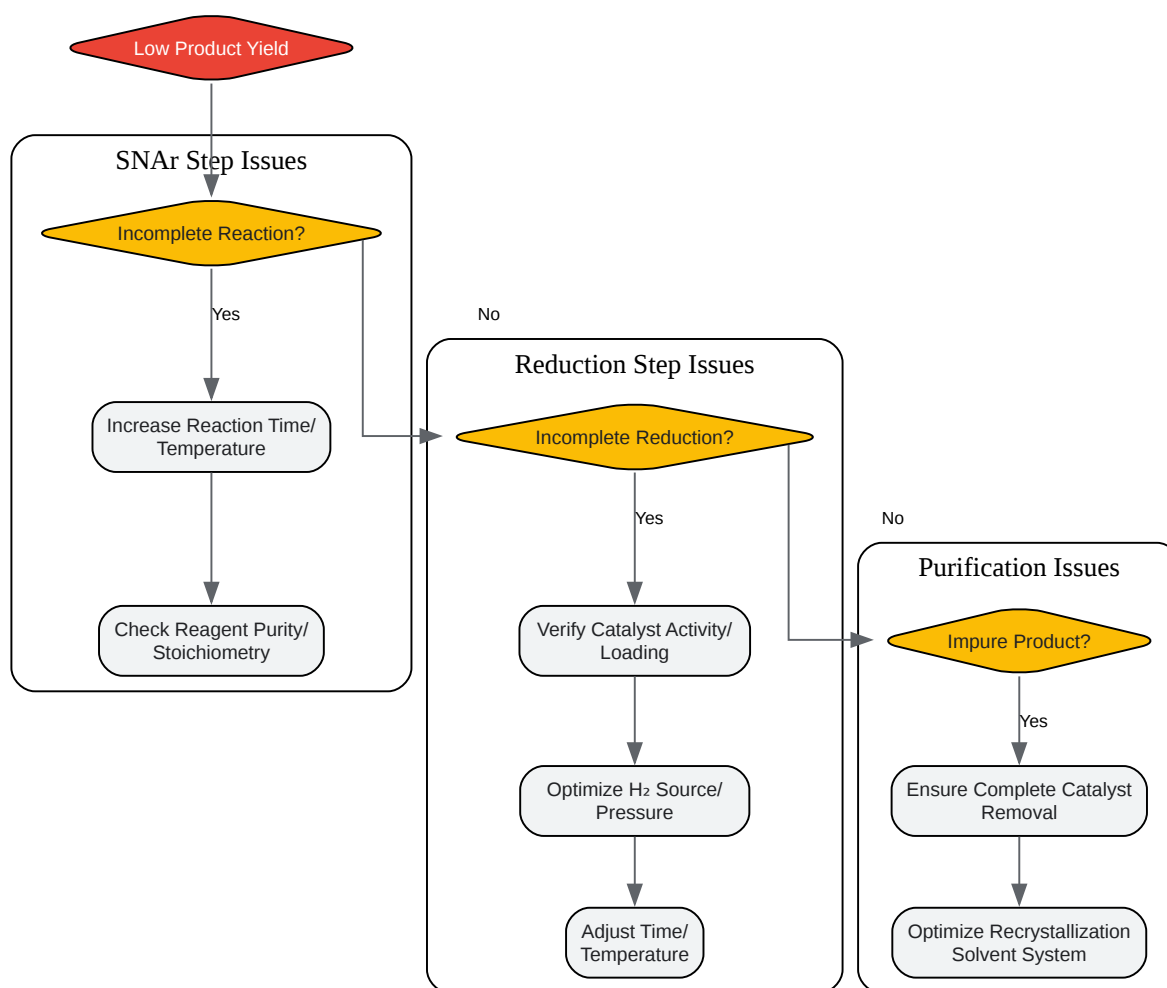 Low Product Yield
SNAr Step Issues
Incomplete Reaction?
Yes
Increase Reaction Time/
Temperature
Check Reagent Purity/
Stoichiometry
No
Reduction Step Issues
Incomplete Reduction?
Yes
Verify Catalyst Activity/
Loading
Optimize H₂ Source/
Pressure
Adjust Time/
Temperature
No
Purification Issues
Impure Product?
Yes
Ensure Complete Catalyst
Removal
Optimize Recrystallization
Solvent System